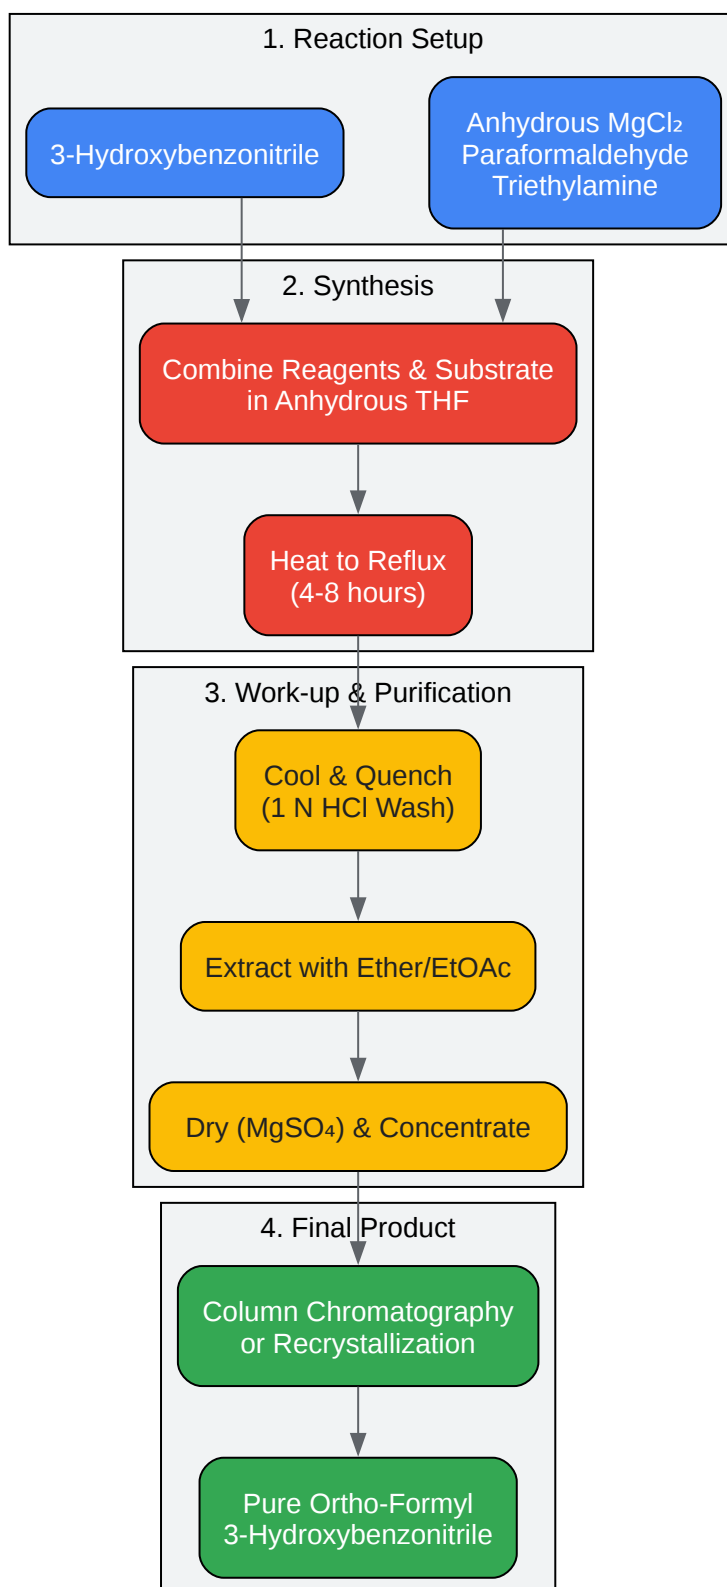 1. Reaction Setup
3-Hydroxybenzonitrile
Anhydrous MgCl₂
Paraformaldehyde
Triethylamine
2. Synthesis
Combine Reagents & Substrate
in Anhydrous THF
Heat to Reflux
(4-8 hours)
3. Work-up & Purification
Cool & Quench
(1 N HCl Wash)
Extract with Ether/EtOAc
Dry (MgSO₄) & Concentrate
4. Final Product
Column Chromatography
or Recrystallization
Pure Ortho-Formyl
3-Hydroxybenzonitrile